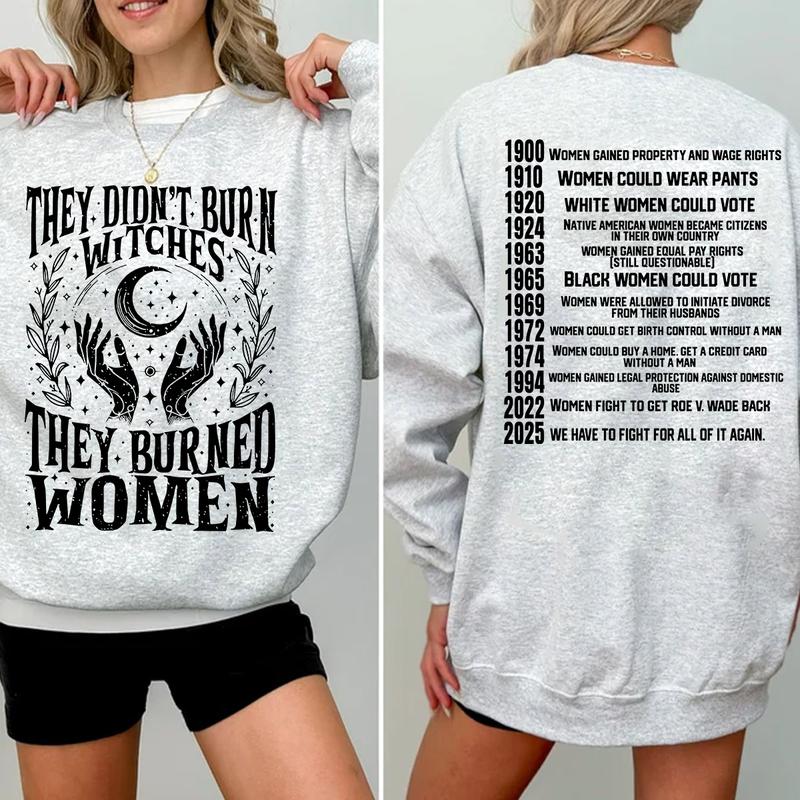 THEY DIDN'T BURN
WITCHES
THEY BURNED
WOMEN
1900 WOMEN GAINED PROPERTY AND WAGE RIGHTS
1910 WOMEN COULD WEAR PANTS
1920 WHITE WOMEN COULD VOTE
1924 NATIVE AMERICAN WOMEN BECAME CITIZENS
IN THEIR OWN COUNTRY
1963 WOMEN GAINED EQUAL PAY RIGHTS
[STILL QUESTIONABLE]
1965 BLACK WOMEN COULD VOTE
1969 WOMEN WERE ALLOWED TO INITIATE DIVORCE
FROM THEIR HUSBANDS
1972 WOMEN COULD GET BIRTH CONTROL WITHOUT A MAN
1974 WOMEN COULD BUY A HOME. GET A CREDIT CARD
WITHOUT A MAN
1994 WOMEN GAINED LEGAL PROTECTION AGAINST DOMESTIC
ABUSE
2022 WOMEN FIGHT TO GET ROE V. WADE BACK
2025 WE HAVE TO FIGHT FOR ALL OF IT AGAIN.